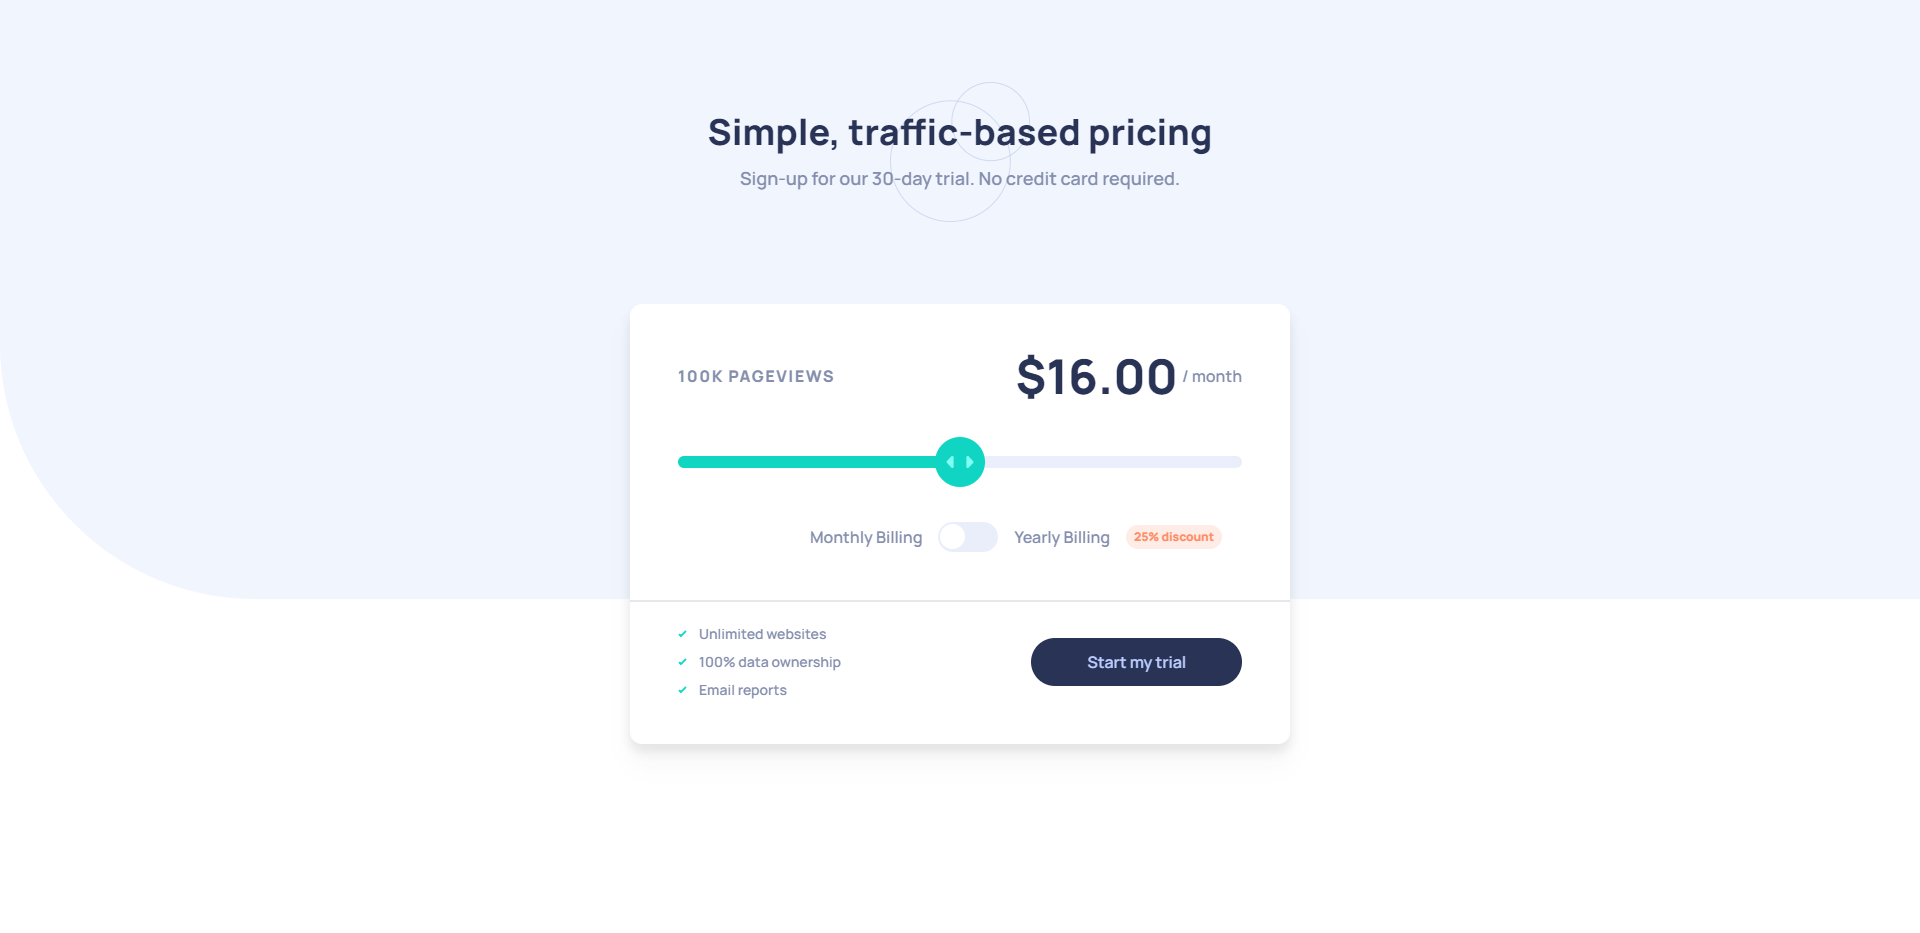 Simple, traffic-based pricing
Sign-up for our 30-day trial. No credit card required.
100K PAGEVIEWS
$16.00 / month
Monthly Billing
Yearly Billing
25% discount
Unlimited websites
100% data ownership
Email reports
Start my trial